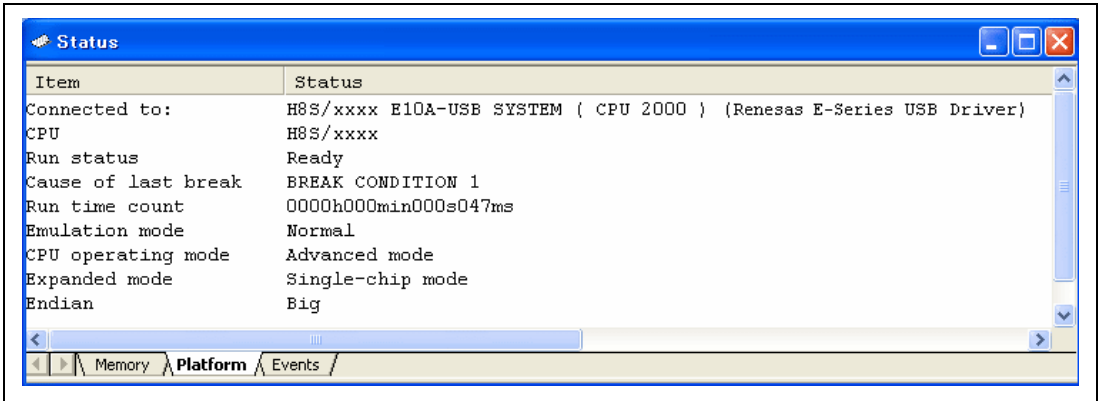 Status
Item Status
Connected to: H8S/xxxx E10A-USB SYSTEM ( CPU 2000 ) (Renesas E-Series USB Driver)
CPU H8S/xxxx
Run status Ready
Cause of last break BREAK CONDITION 1
Run time count 0000h000min000s047ms
Emulation mode Normal
CPU operating mode Advanced mode
Expanded mode Single-chip mode
Endian Big
Memory Platform Events